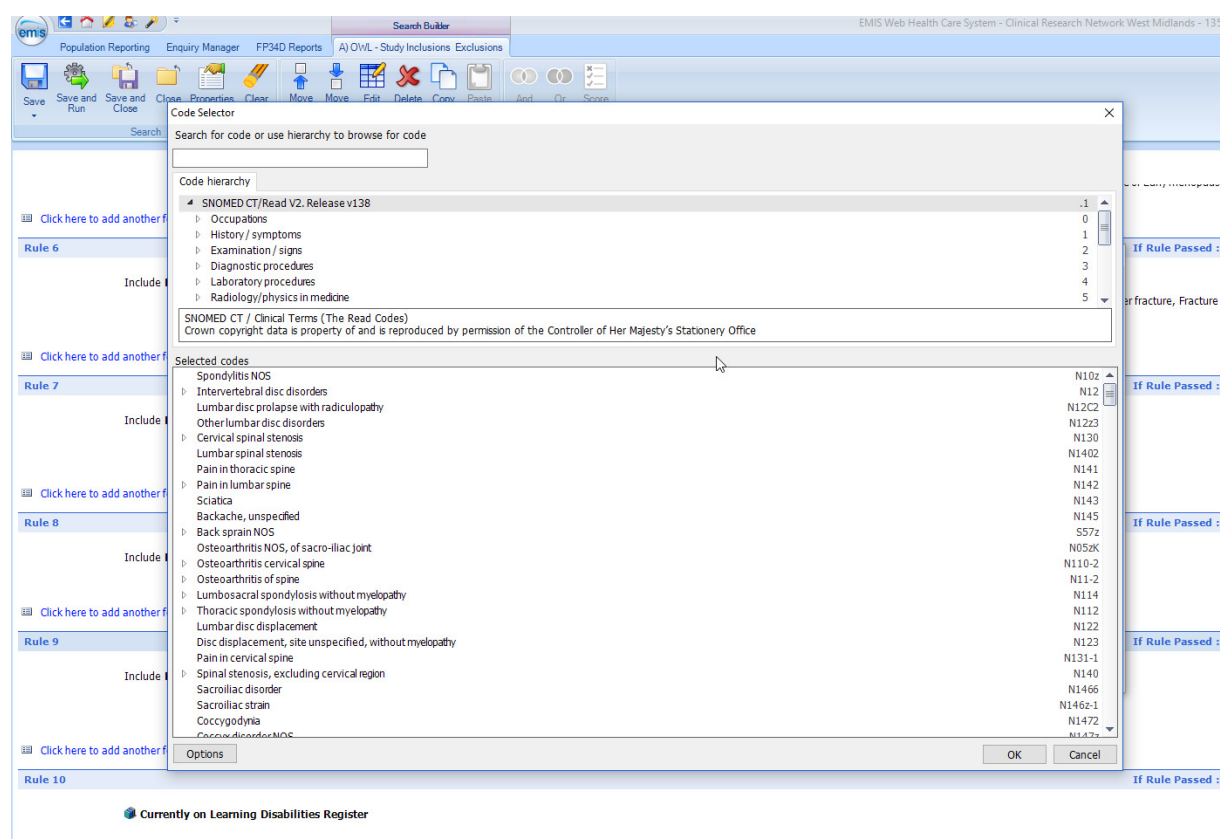 emis
Search Builder
EMIS Web Health Care System - Clinical Research Network West Midlands - 135
Population Reporting Enquiry Manager FP34D Reports A) OWL - Study Inclusions Exclusions
Save Save and Run Save and Close Close Properties Clear Move Move Edit Delete Copy Paste And Or Score
Search
Code Selector
Search for code or use hierarchy to browse for code
Code hierarchy
SNOMED CT/Read V2. Release v138 .1
Occupations 0
History / symptoms 1
Examination / signs 2
Diagnostic procedures 3
Laboratory procedures 4
Radiology/physics in medicine 5
SNOMED CT / Clinical Terms (The Read Codes)
Crown copyright data is property of and is reproduced by permission of the Controller of Her Majesty's Stationery Office
Selected codes
Spondylitis NOS N10z
Intervertebral disc disorders N12
Lumbar disc prolapse with radiculopathy N12C2
Other lumbar disc disorders N12z3
Cervical spinal stenosis N130
Lumbar spinal stenosis N1402
Pain in thoracic spine N141
Pain in lumbar spine N142
Sciatica N143
Backache, unspecified N145
Back sprain NOS S57z
Osteoarthritis NOS, of sacro-iliac joint N05zK
Osteoarthritis cervical spine N110-2
Osteoarthritis of spine N11-2
Lumbosacral spondylosis without myelopathy N114
Thoracic spondylosis without myelopathy N112
Lumbar disc displacement N122
Disc displacement, site unspecified, without myelopathy N123
Pain in cervical spine N131-1
Spinal stenosis, excluding cervical region N140
Sacroiliac disorder N1466
Sacroiliac strain N146z-1
Coccygodynia N1472
Coccyx disorder NOS N147z
Options OK Cancel
Click here to add another f
Rule 6 If Rule Passed :
Include
er fracture, Fracture
Click here to add another f
Rule 7 If Rule Passed :
Include
Click here to add another f
Rule 8 If Rule Passed :
Include
Click here to add another f
Rule 9 If Rule Passed :
Include
Click here to add another f
Rule 10 If Rule Passed :
Currently on Learning Disabilities Register